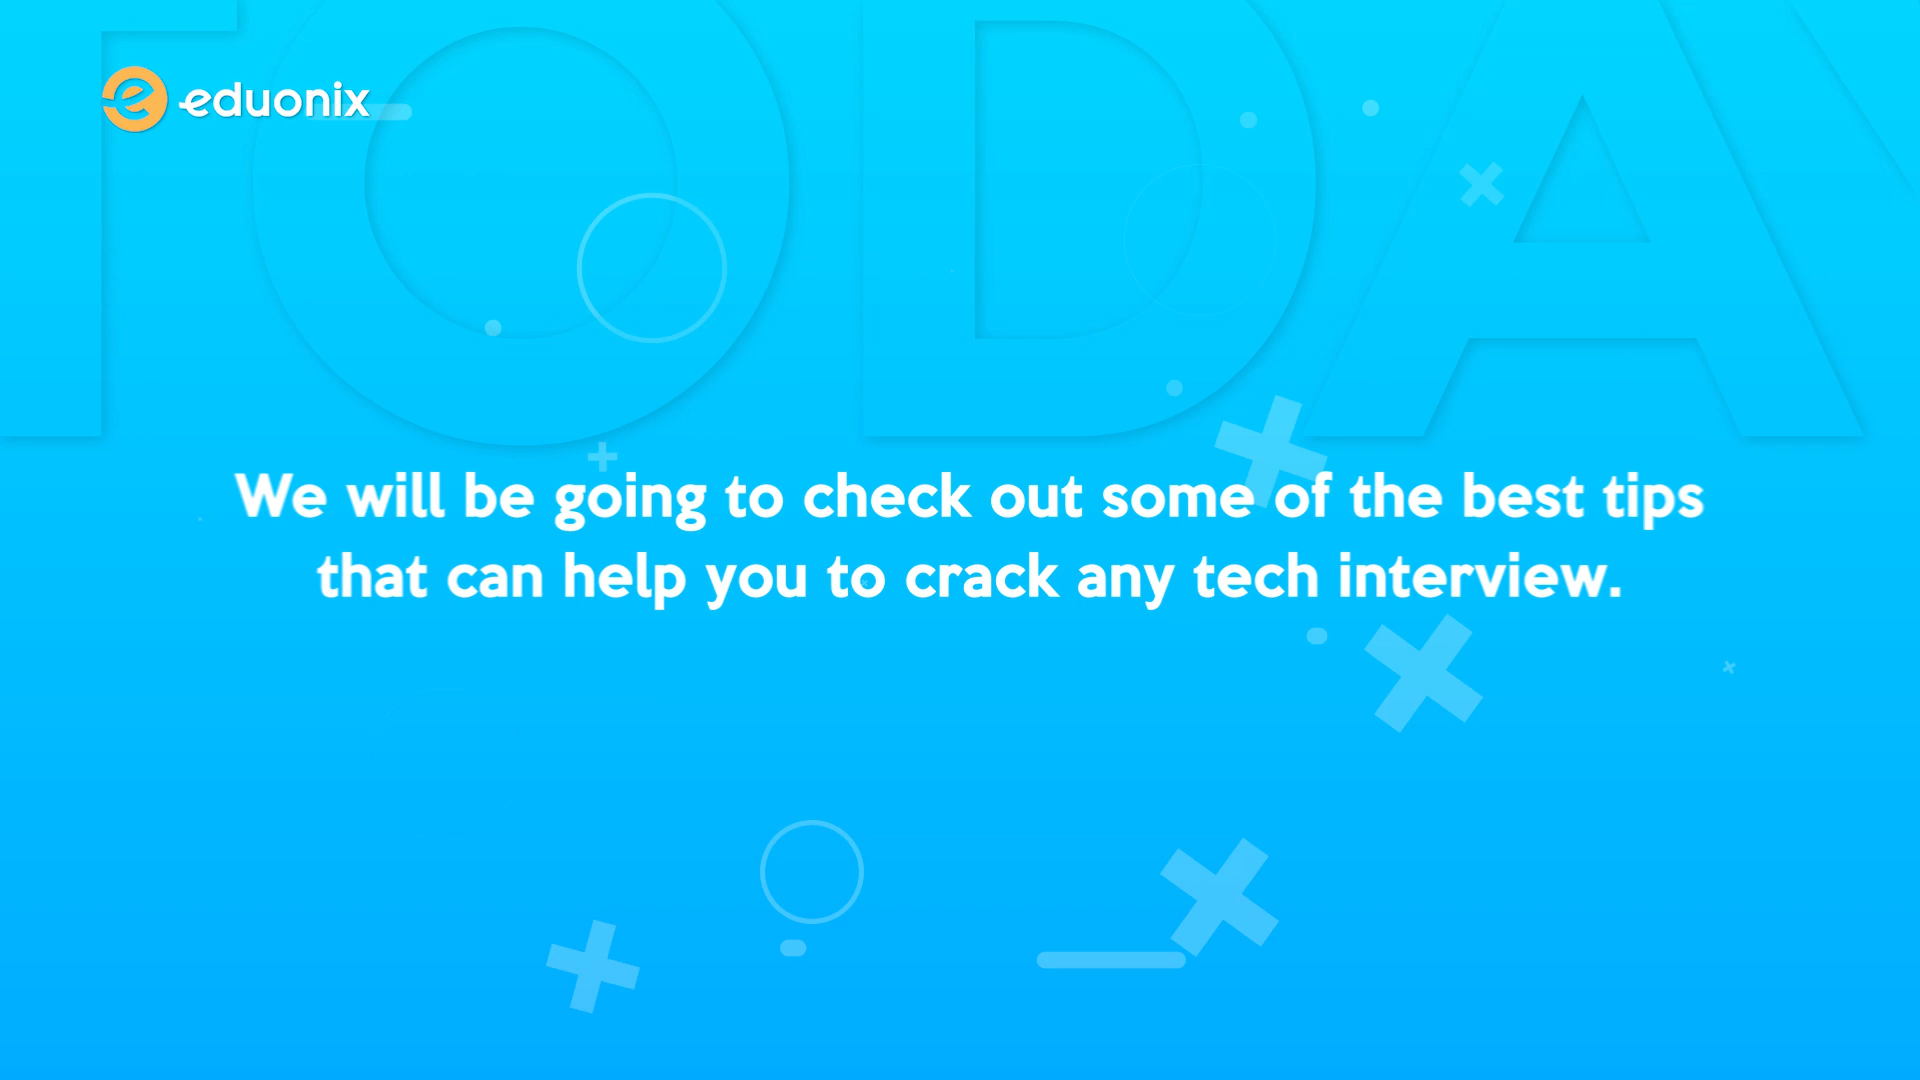 TODA
eduonix
We will be going to check out some of the best tips
that can help you to crack any tech interview.